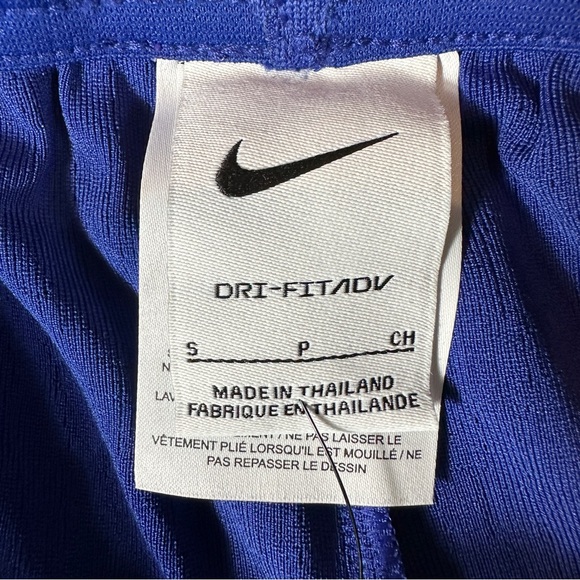 DRI-FIT ADV
S P CH
MADE IN THAILAND
FABRIQUE EN THAILANDE
LAV
/ NE PAS LAISSER LE
VÊTEMENT PLIÉ LORSQU'IL EST MOUILLÉ / NE
PAS REPASSER LE DESSIN